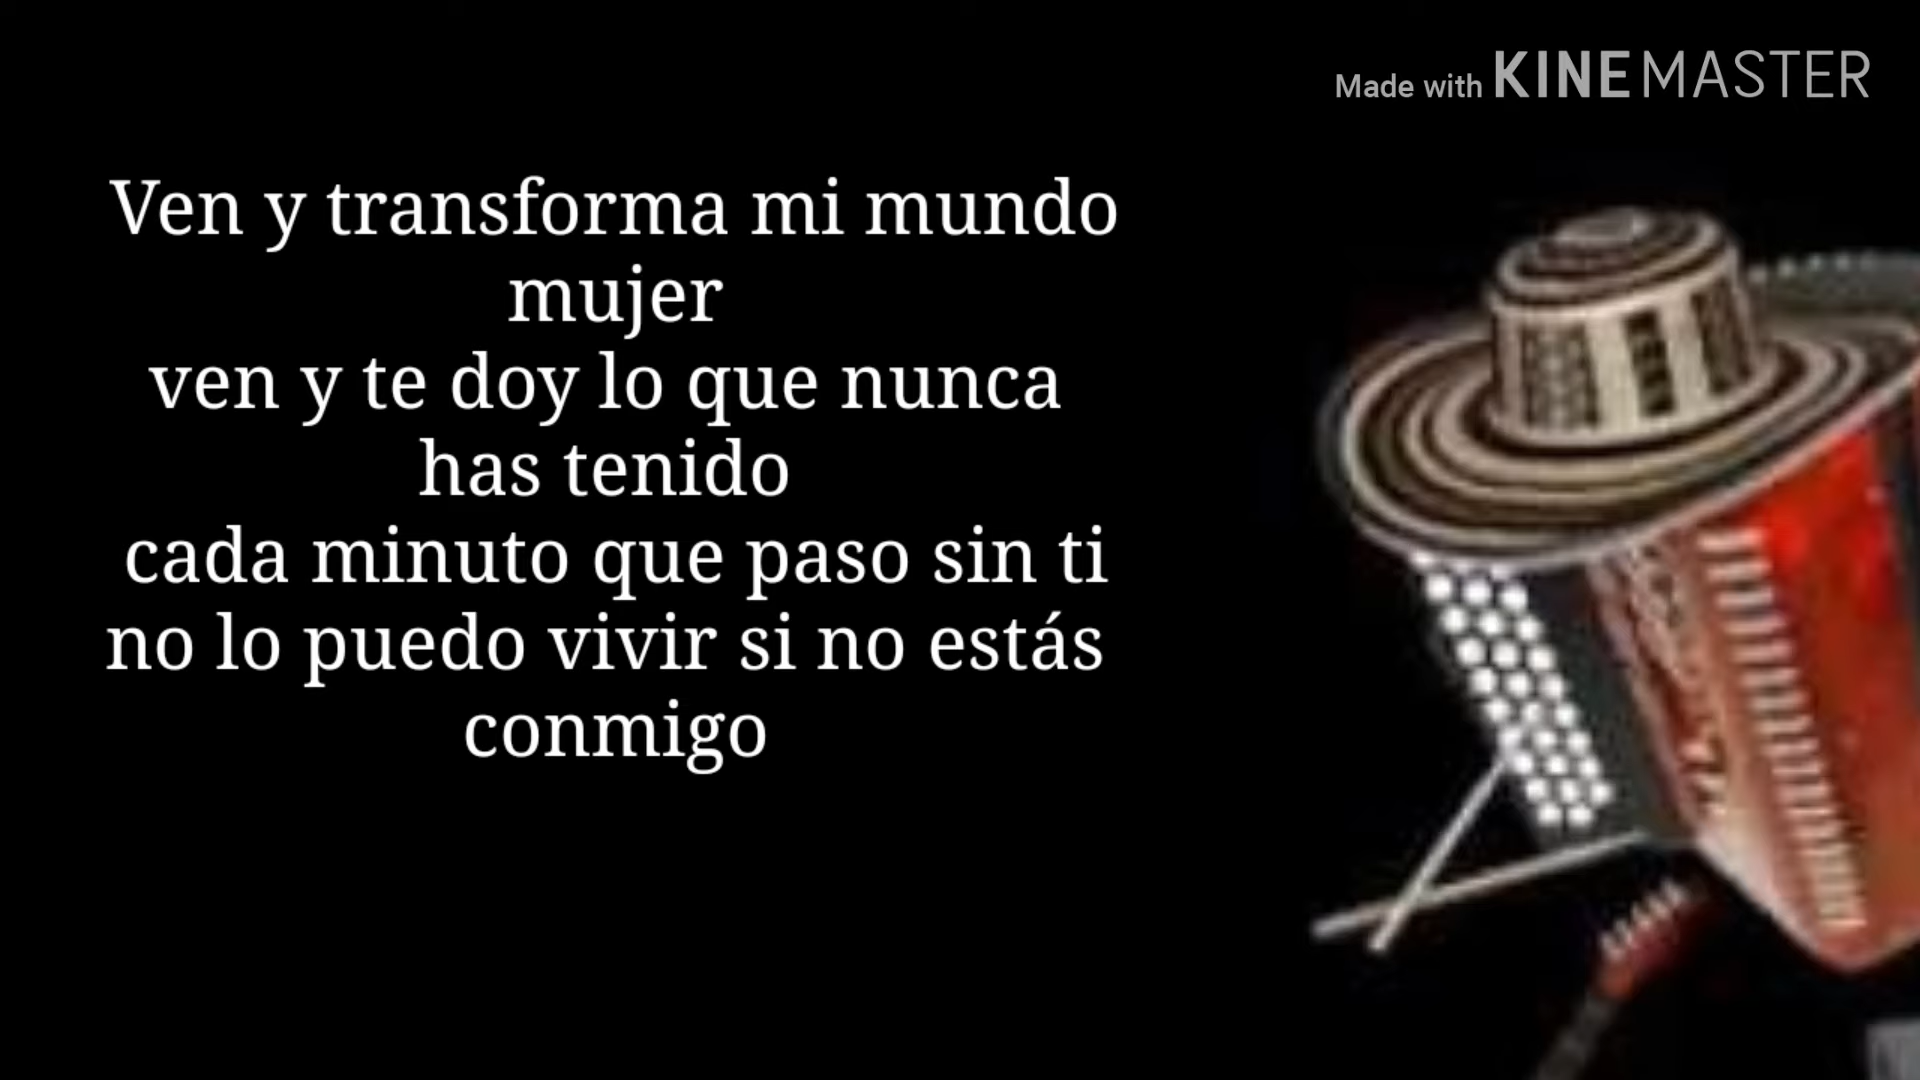 Made with KINEMASTER
Ven y transforma mi mundo
mujer
ven y te doy lo que nunca
has tenido
cada minuto que paso sin ti
no lo puedo vivir si no estás
conmigo